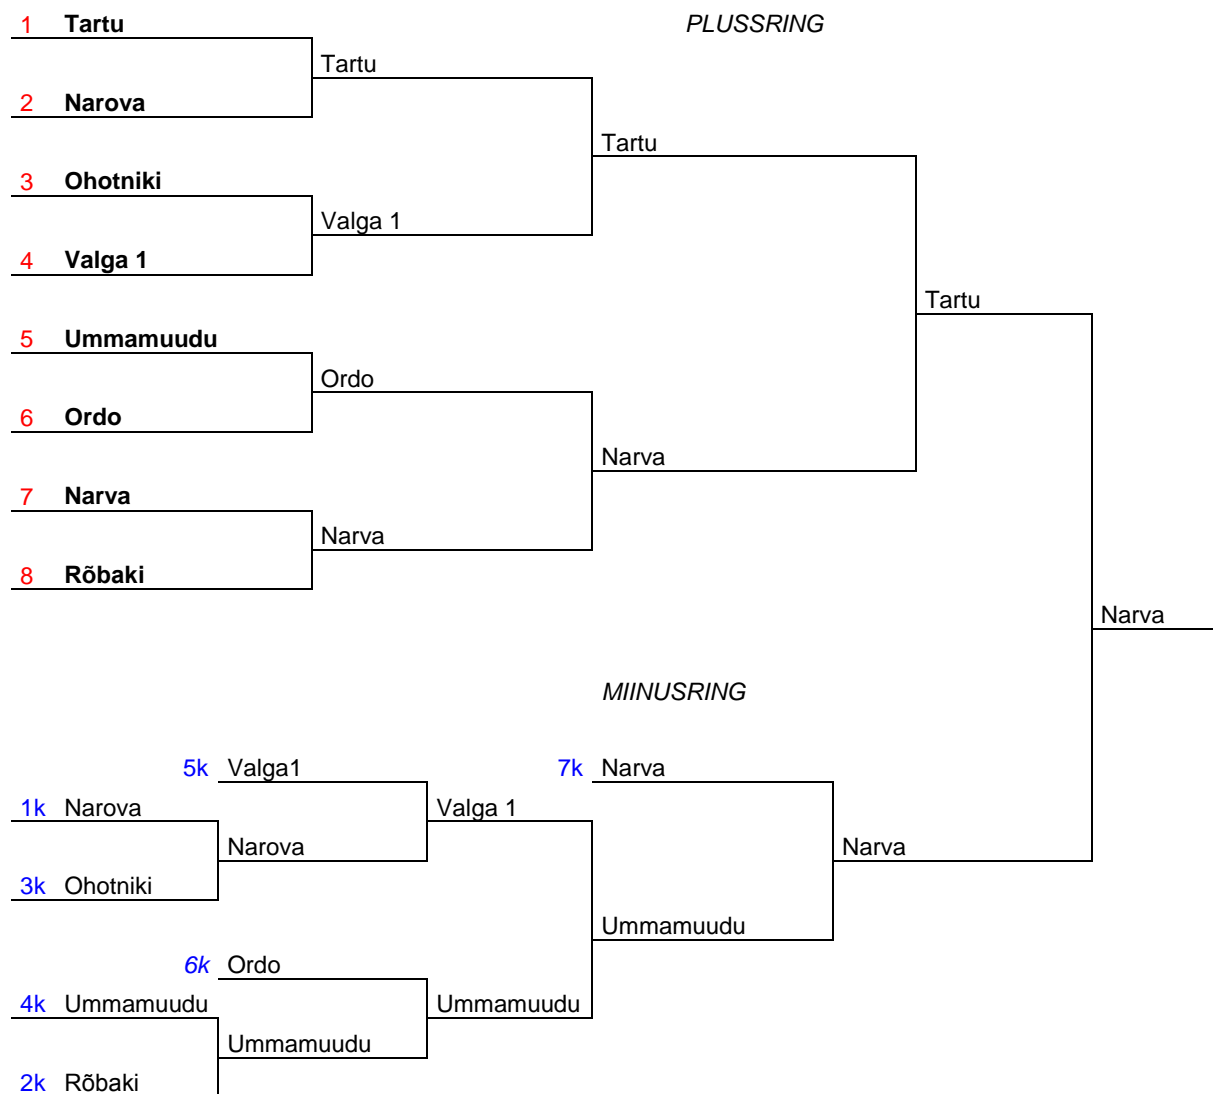 1 Tartu PLUSSRING
Tartu
2 Narova
Tartu
3 Ohotniki
Valga 1
4 Valga 1
Tartu
5 Ummamuudu
Ordo
6 Ordo
Narva
7 Narva
Narva
8 Rõbaki
Narva
MIINUSRING
5k Valga1 7k Narva
1k Narova Valga 1
Narova Narva
3k Ohotniki
Ummamuudu
6k Ordo
4k Ummamuudu Ummamuudu
Ummamuudu
2k Rõbaki